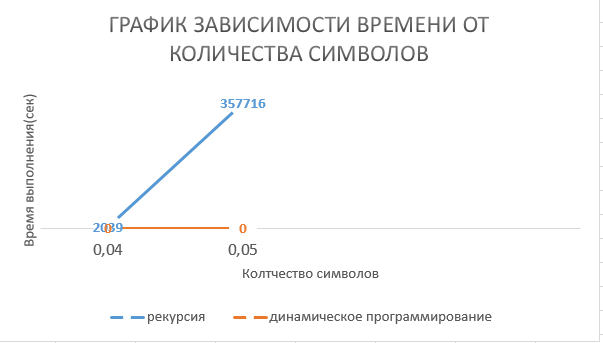 ГРАФИК ЗАВИСИМОСТИ ВРЕМЕНИ ОТ
КОЛИЧЕСТВА СИМВОЛОВ
Время выполнения(сек)
357716
2039
0
0
0,04
0,05
Колтчество символов
рекурсия
динамическое программирование